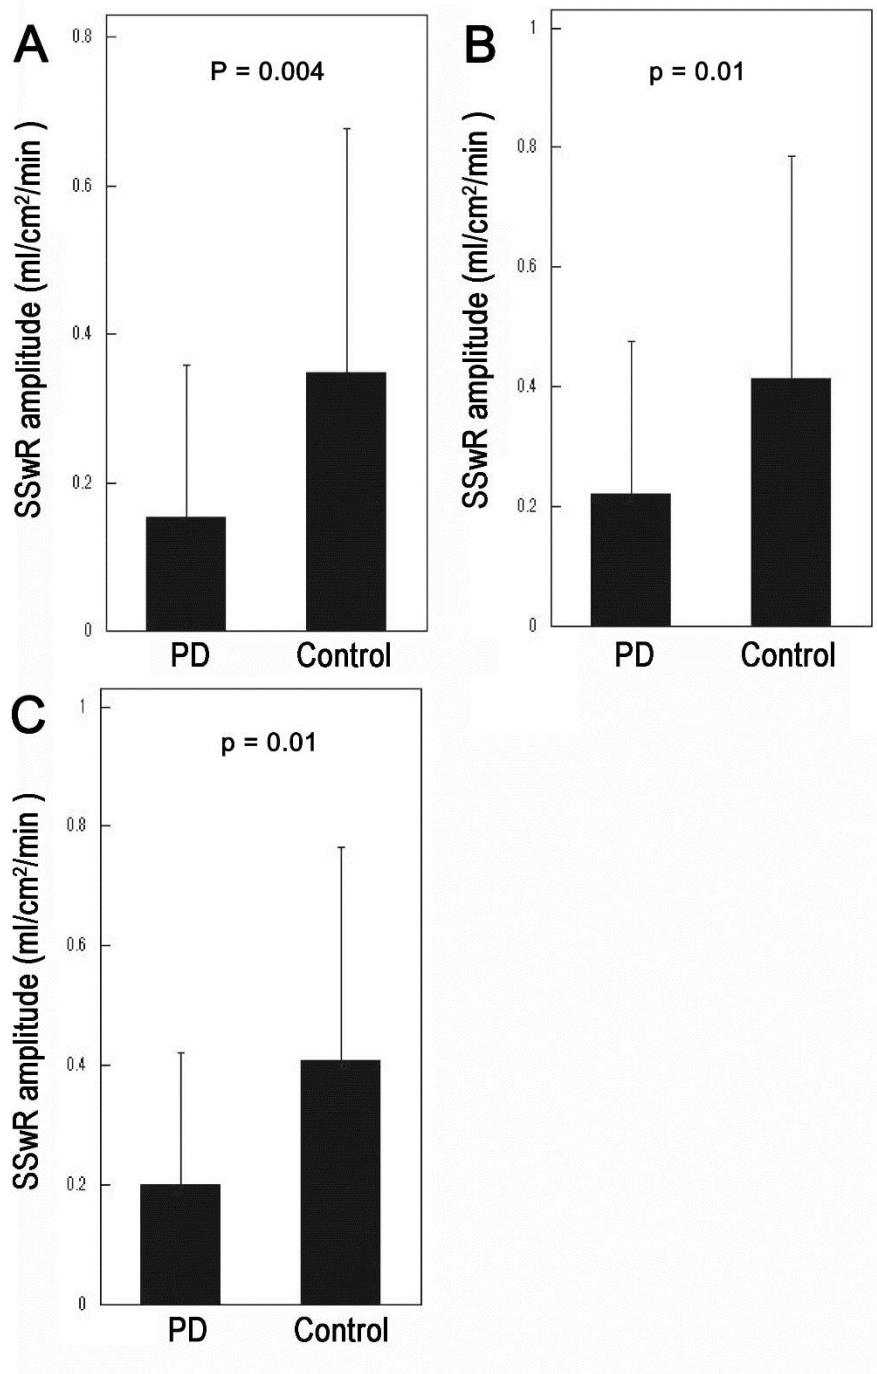 A
P = 0.004
SSwR amplitude (ml/cm²/min )
0.8
0.6
0.4
0.2
0
PD Control
B
p = 0.01
SSwR amplitude (ml/cm²/min )
1
0.8
0.6
0.4
0.2
0
PD Control
C
p = 0.01
SSwR amplitude (ml/cm²/min )
1
0.8
0.6
0.4
0.2
0
PD Control